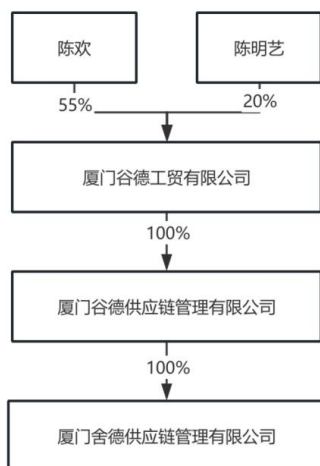 陈欢
陈明艺
55%
20%
厦门谷德工贸有限公司
100%
厦门谷德供应链管理有限公司
100%
厦门舍德供应链管理有限公司